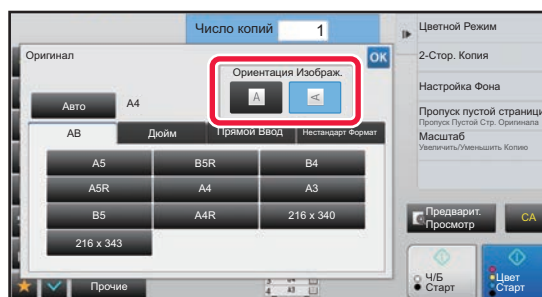 Число копий 1
Цветной Режим
Оригинал
OK
2-Стор. Копия
Ориентация Изображ.
Настройка Фона
A A
Авто A4
Пропуск пустой страницы
Пропуск Пустой Стр. Оригинала
AB Дюйм Прямой Ввод Нестандарт Формат
Масштаб
Увеличить/Уменьшить Копию
A5 B5R B4
A5R A4 A3
B5 A4R 216 x 340
Предварит.
Просмотр
CA
216 x 343
Прочие
Ч/Б
Старт
Цвет
Старт